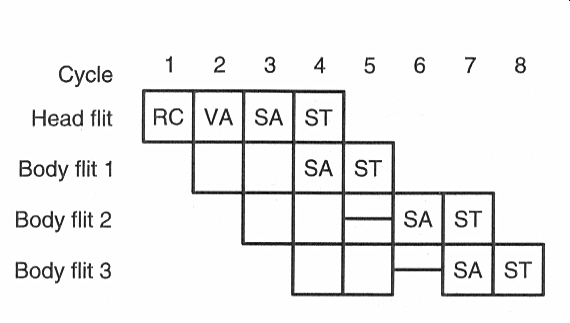 Cycle 1 2 3 4 5 6 7 8
Head flit RC VA SA ST
Body flit 1 SA ST
Body flit 2 SA ST
Body flit 3 SA ST